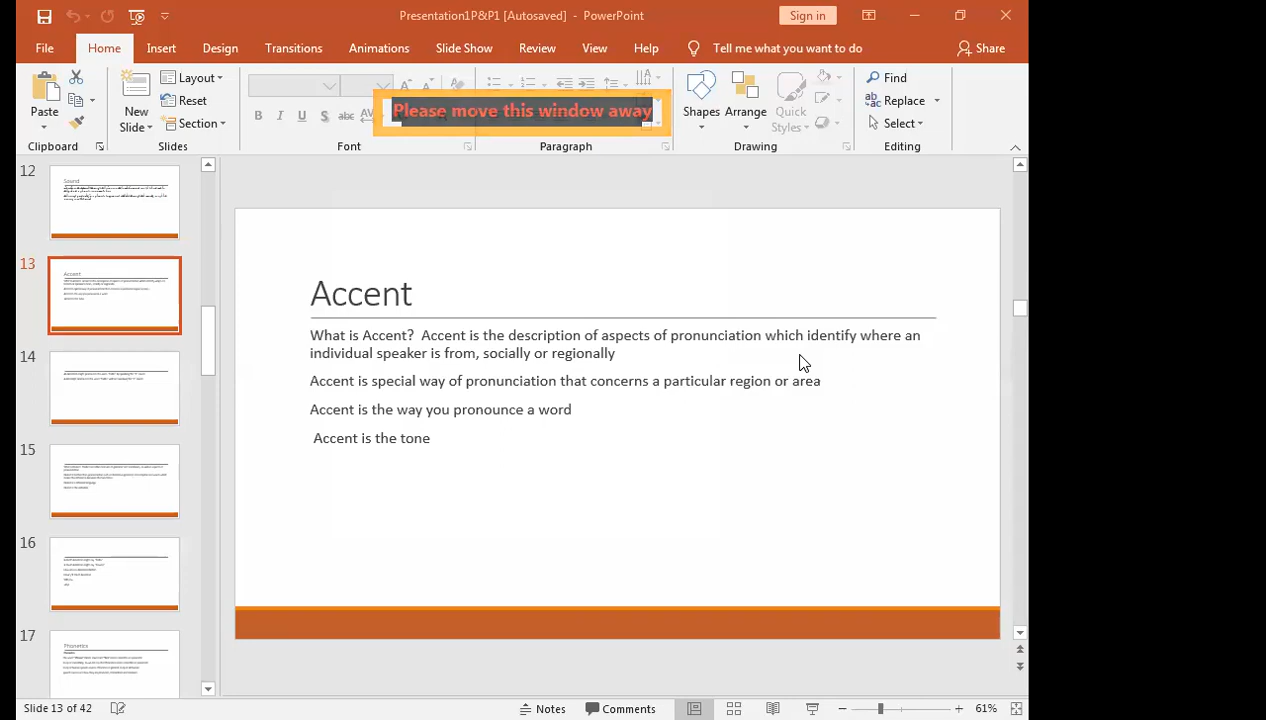 Presentation1P&P1 [Autosaved] - PowerPoint
Sign in
File
Home
Insert
Design
Transitions
Animations
Slide Show
Review
View
Help
Tell me what you want to do
Share
Paste
New
Slide
Layout
Reset
Section
B I U S abc AV
Please move this window away
Shapes
Arrange
Quick
Styles
Find
Replace
Select
Clipboard
Slides
Font
Paragraph
Drawing
Editing
12
Sound
13
Accent
14
15
16
17
Phonetics
Accent
What is Accent? Accent is the description of aspects of pronunciation which identify where an
individual speaker is from, socially or regionally
Accent is special way of pronunciation that concerns a particular region or area
Accent is the way you pronounce a word
Accent is the tone
Slide 13 of 42
Notes
Comments
61%